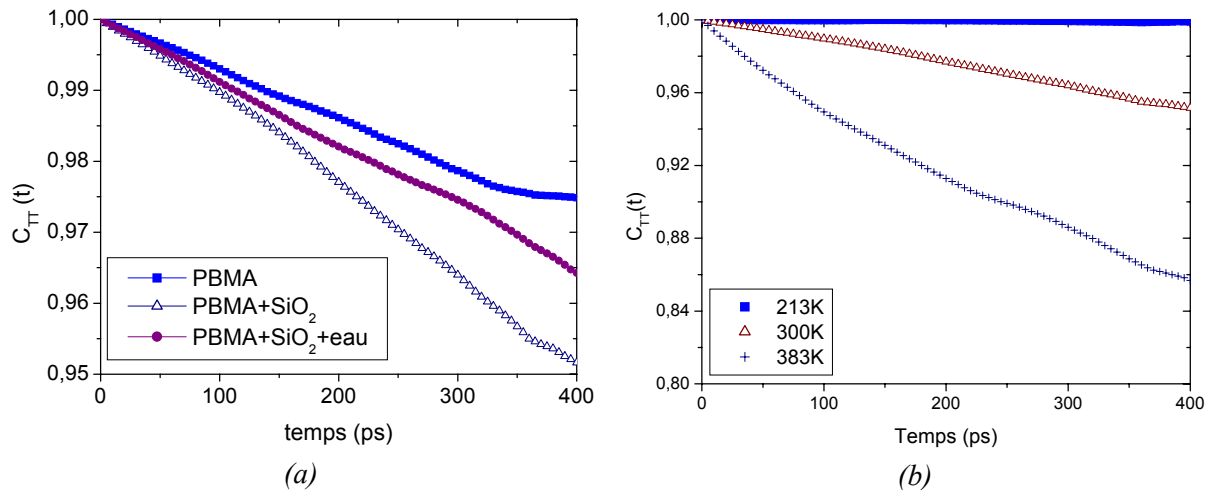 1,00
0,99
0,98
0,97
0,96
0,95
C_TT (t)
PBMA
PBMA+SiO₂
PBMA+SiO₂+eau
0 100 200 300 400
temps (ps)
(a)
1,00
0,96
0,92
0,88
0,84
0,80
C_TT(t)
213K
300K
383K
0 100 200 300 400
Temps (ps)
(b)